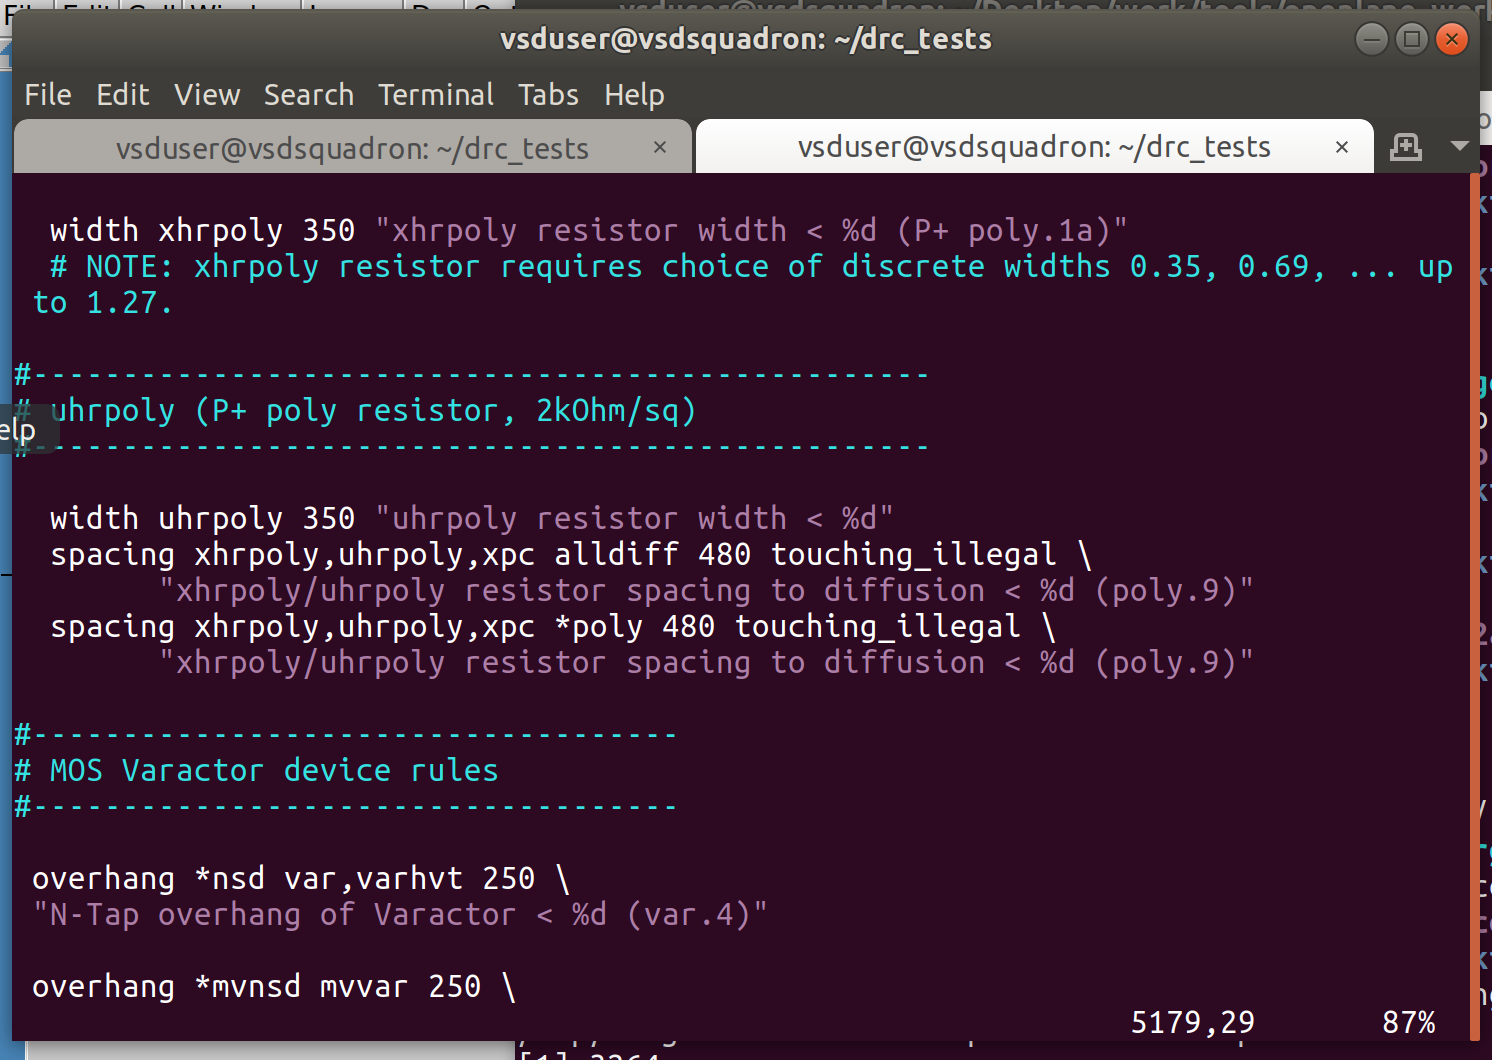 vsduser@vsdsquadron: ~/drc_tests
File Edit View Search Terminal Tabs Help
vsduser@vsdsquadron: ~/drc_tests × vsduser@vsdsquadron: ~/drc_tests ×
width xhrpoly 350 "xhrpoly resistor width < %d (P+ poly.1a)"
# NOTE: xhrpoly resistor requires choice of discrete widths 0.35, 0.69, ... up
to 1.27.
#--------------------------------------------------
# uhrpoly (P+ poly resistor, 2kOhm/sq)
elp
#--------------------------------------------------
width uhrpoly 350 "uhrpoly resistor width < %d"
spacing xhrpoly,uhrpoly,xpc alldiff 480 touching_illegal \
"xhrpoly/uhrpoly resistor spacing to diffusion < %d (poly.9)"
spacing xhrpoly,uhrpoly,xpc *poly 480 touching_illegal \
"xhrpoly/uhrpoly resistor spacing to diffusion < %d (poly.9)"
#------------------------------------
# MOS Varactor device rules
#------------------------------------
overhang *nsd var,varhvt 250 \
"N-Tap overhang of Varactor < %d (var.4)"
overhang *mvnsd mvvar 250 \
5179,29 87%